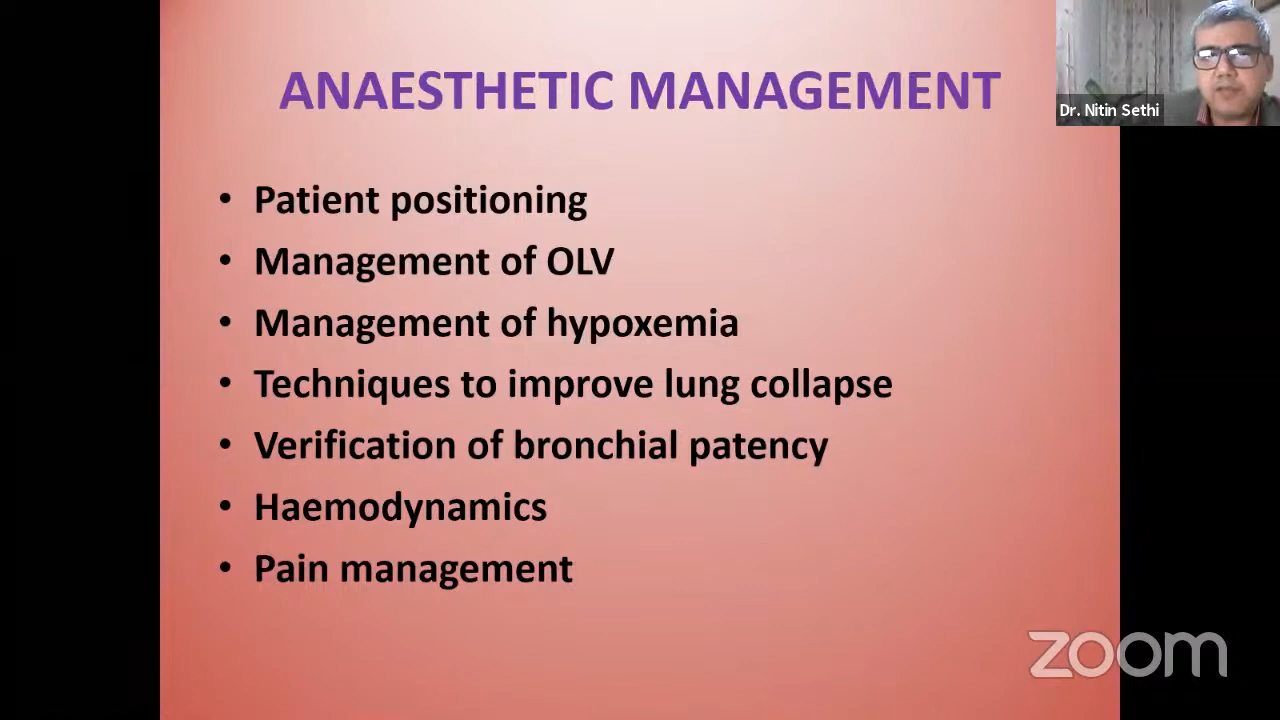 ANAESTHETIC MANAGEMENT
Dr. Nitin Sethi
• Patient positioning
• Management of OLV
• Management of hypoxemia
• Techniques to improve lung collapse
• Verification of bronchial patency
• Haemodynamics
• Pain management
zoom